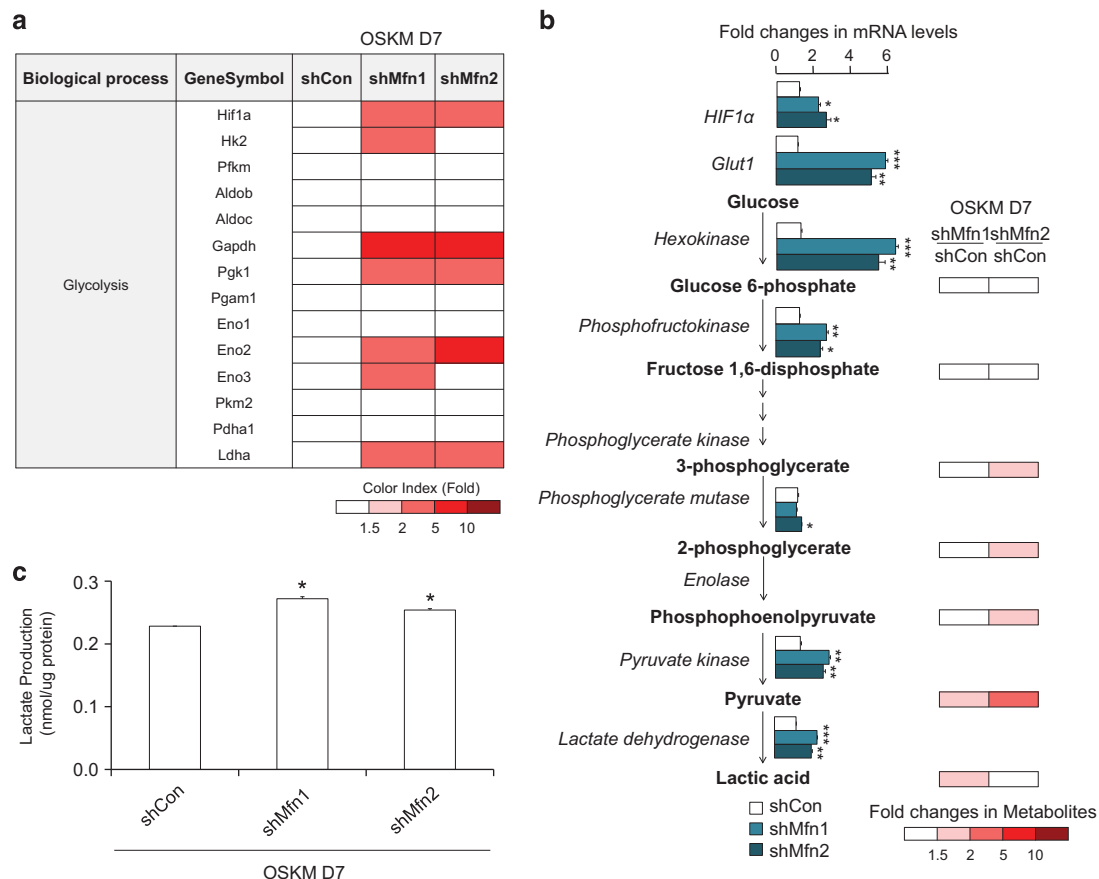 a
OSKM D7
Biological process GeneSymbol shCon shMfn1 shMfn2
Glycolysis
Hif1a
Hk2
Pfkm
Aldob
Aldoc
Gapdh
Pgk1
Pgam1
Eno1
Eno2
Eno3
Pkm2
Pdha1
Ldha
Color Index (Fold)
1.5 2 5 10
b
Fold changes in mRNA levels
0 2 4 6
HIF1α
*
*
Glut1
***
**
Glucose
Hexokinase
***
**
OSKM D7
shMfn1 shMfn2
shCon shCon
Glucose 6-phosphate
Phosphofructokinase
**
*
Fructose 1,6-disphosphate
Phosphoglycerate kinase
3-phosphoglycerate
Phosphoglycerate mutase
*
2-phosphoglycerate
Enolase
Phosphophoenolpyruvate
Pyruvate kinase
**
**
Pyruvate
Lactate dehydrogenase
***
**
Lactic acid
shCon
shMfn1
shMfn2
Fold changes in Metabolites
1.5 2 5 10
c
Lactate Production
(nmol/ug protein)
0.3
0.2
0.1
0.0
*
*
shCon
shMfn1
shMfn2
OSKM D7